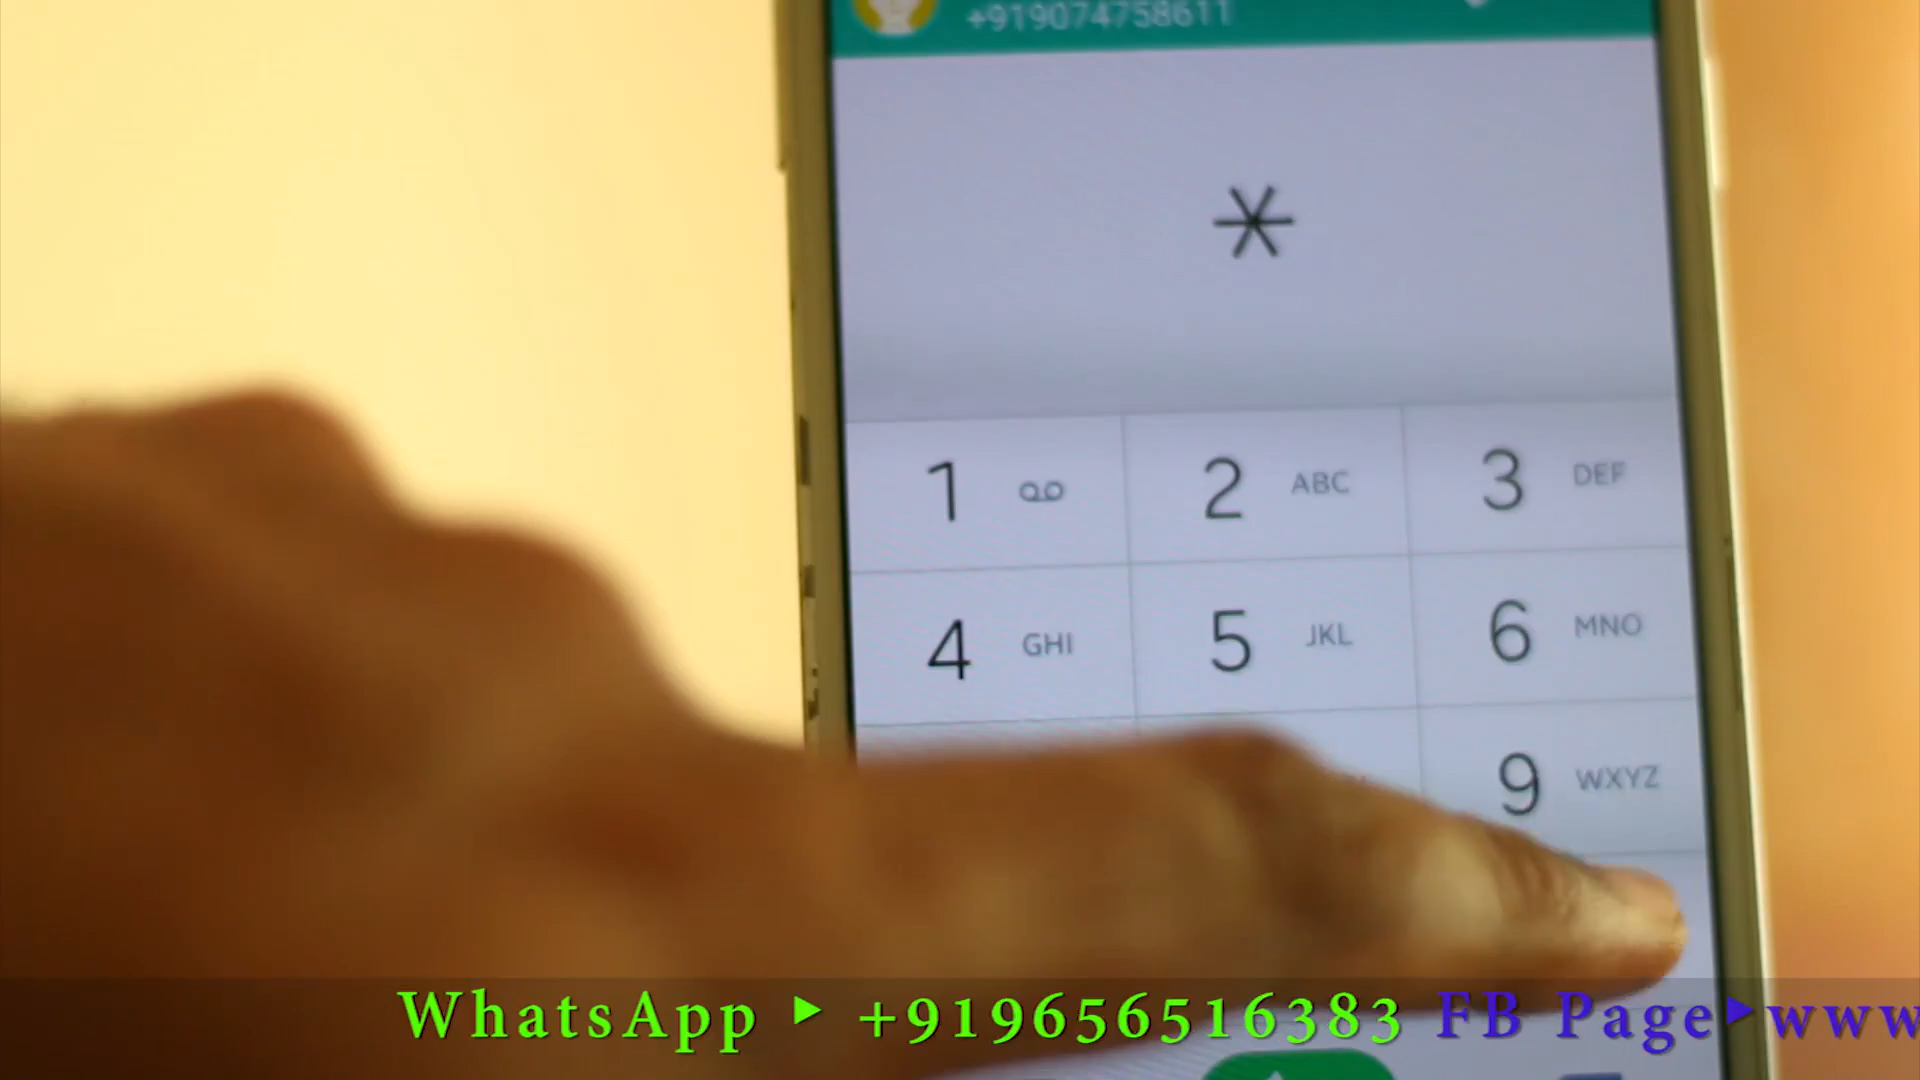 +919074758611
*
1
2 ABC
3 DEF
4 GHI
5 JKL
6 MNO
9 WXYZ
WhatsApp ▶ +919656516383 FB Page▶www